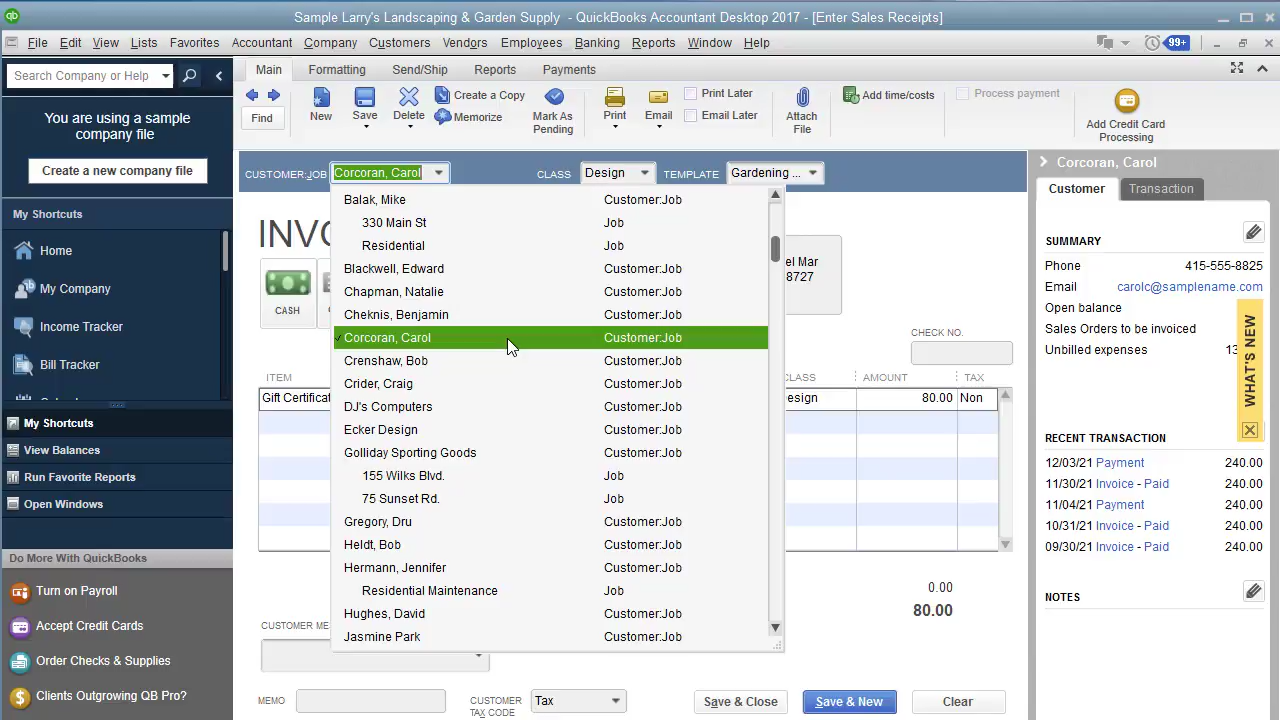 Sample Larry's Landscaping & Garden Supply - QuickBooks Accountant Desktop 2017 - [Enter Sales Receipts]
File Edit View Lists Favorites Accountant Company Customers Vendors Employees Banking Reports Window Help
99+
Search Company or Help
You are using a sample
company file
Create a new company file
My Shortcuts
Home
My Company
Income Tracker
Bill Tracker
My Shortcuts
View Balances
Run Favorite Reports
Open Windows
Do More With QuickBooks
Turn on Payroll
Accept Credit Cards
Order Checks & Supplies
Clients Outgrowing QB Pro?
Main Formatting Send/Ship Reports Payments
Find
New
Save
Delete
Create a Copy
Memorize
Mark As
Pending
Print
Email
Print Later
Email Later
Attach
File
Add time/costs
Process payment
Add Credit Card
Processing
CUSTOMER:JOB Corcoran, Carol CLASS Design TEMPLATE Gardening ...
Balak, Mike Customer:Job
330 Main St Job
Residential Job
Blackwell, Edward Customer:Job
Chapman, Natalie Customer:Job
Cheknis, Benjamin Customer:Job
✓ Corcoran, Carol Customer:Job
Crenshaw, Bob Customer:Job
Crider, Craig Customer:Job
DJ's Computers Customer:Job
Ecker Design Customer:Job
Golliday Sporting Goods Customer:Job
155 Wilks Blvd. Job
75 Sunset Rd. Job
Gregory, Dru Customer:Job
Heldt, Bob Customer:Job
Hermann, Jennifer Customer:Job
Residential Maintenance Job
Hughes, David Customer:Job
Jasmine Park Customer:Job
INVO
CASH
el Mar
8727
CHECK NO.
ITEM CLASS AMOUNT TAX
Gift Certificat Design 80.00 Non
0.00
80.00
CUSTOMER ME
MEMO
CUSTOMER
TAX CODE
Tax
Save & Close Save & New Clear
Corcoran, Carol
Customer Transaction
SUMMARY
Phone 415-555-8825
Email carolc@samplename.com
Open balance
Sales Orders to be invoiced
Unbilled expenses 13
WHAT'S NEW
RECENT TRANSACTION
12/03/21 Payment 240.00
11/30/21 Invoice - Paid 240.00
11/04/21 Payment 240.00
10/31/21 Invoice - Paid 240.00
09/30/21 Invoice - Paid 240.00
NOTES